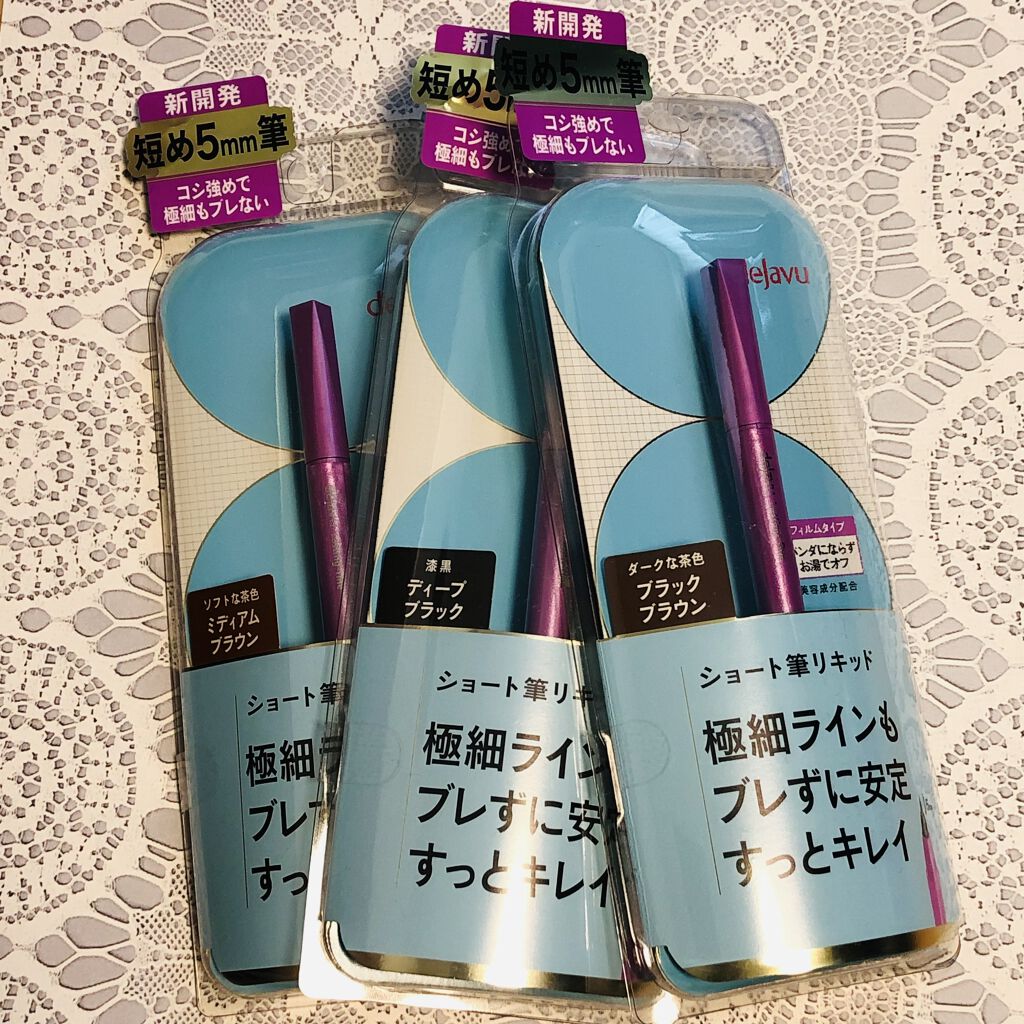 新開発
短め5mm筆
コシ強めて
極細もブレない
ソフトな茶色
ミディアム
ブラウン
ショート筆
極細ライ
ブレ
すっ
新開
短め5
コシ強め
極細もブレ
漆黒
ディープ
ブラック
ショート筆リキ
極細ライン
ブレずに安定
すっとキレイ
新開発
短め5mm筆
コシ強めて
極細もブレない
dejavu
フィルムタイプ
パンダにならず
お湯でオフ
美容成分配合
ダークな茶色
ブラック
ブラウン
ショート筆リキッド
極細ラインも
ブレずに安定
すっとキレイ